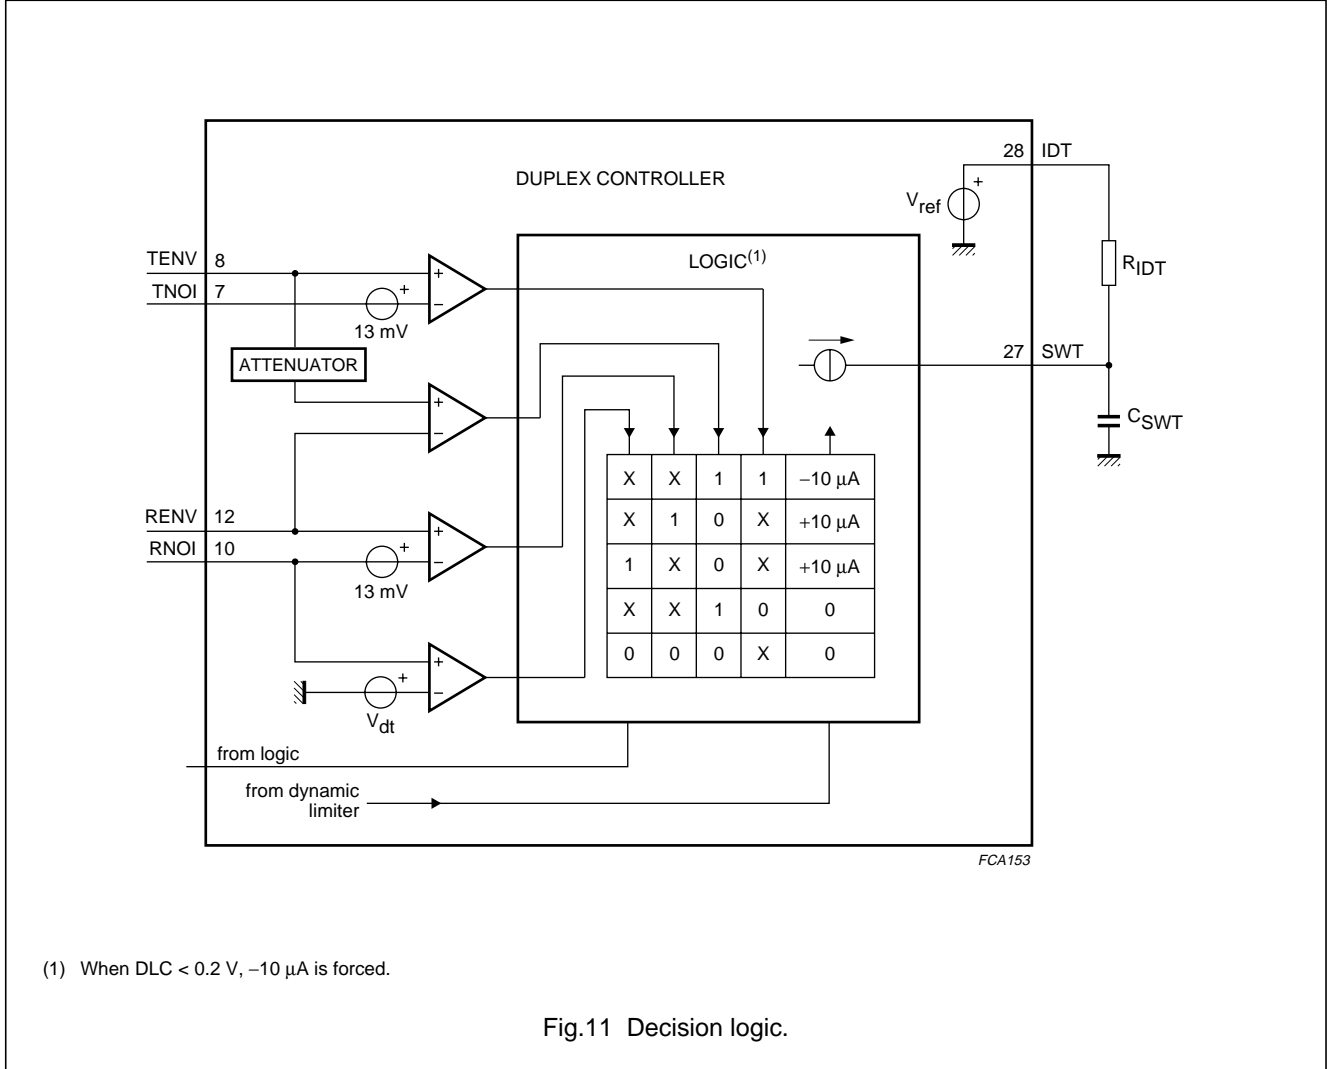 DUPLEX CONTROLLER
28 IDT
V_ref
+
R_IDT
LOGIC(1)
TENV 8
TNOI 7
+
+
−
13 mV
ATTENUATOR
27 SWT
C_SWT
+
−
RENV 12
RNOI 10
+
+
−
13 mV
X X 1 1 −10 μA
X 1 0 X +10 μA
1 X 0 X +10 μA
X X 1 0 0
0 0 0 X 0
+
+
−
V_dt
from logic
from dynamic
limiter
FCA153
(1) When DLC < 0.2 V, −10 μA is forced.
Fig.11 Decision logic.